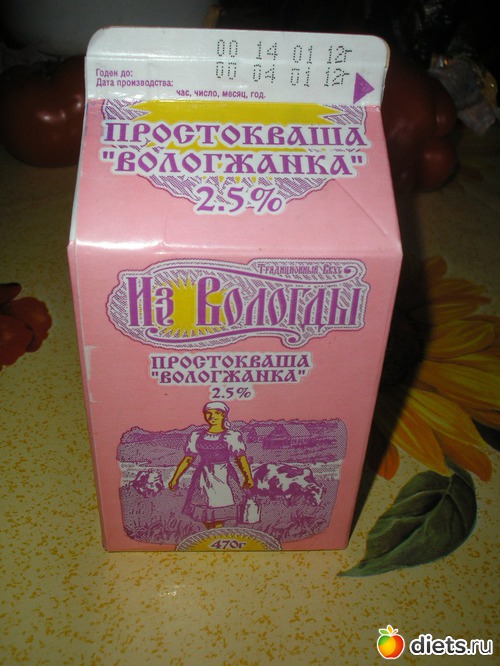 00 14 01 12г
Годен до:
00 04 01 12г
Дата производства:
час, число, месяц, год.
ПРОСТОКВАША
"ВОЛОГЖАНКА"
2.5%
Традиционный Вкус
Из Вологды
ПРОСТОКВАША
"ВОЛОГЖАНКА"
2.5%
470г
diets.ru